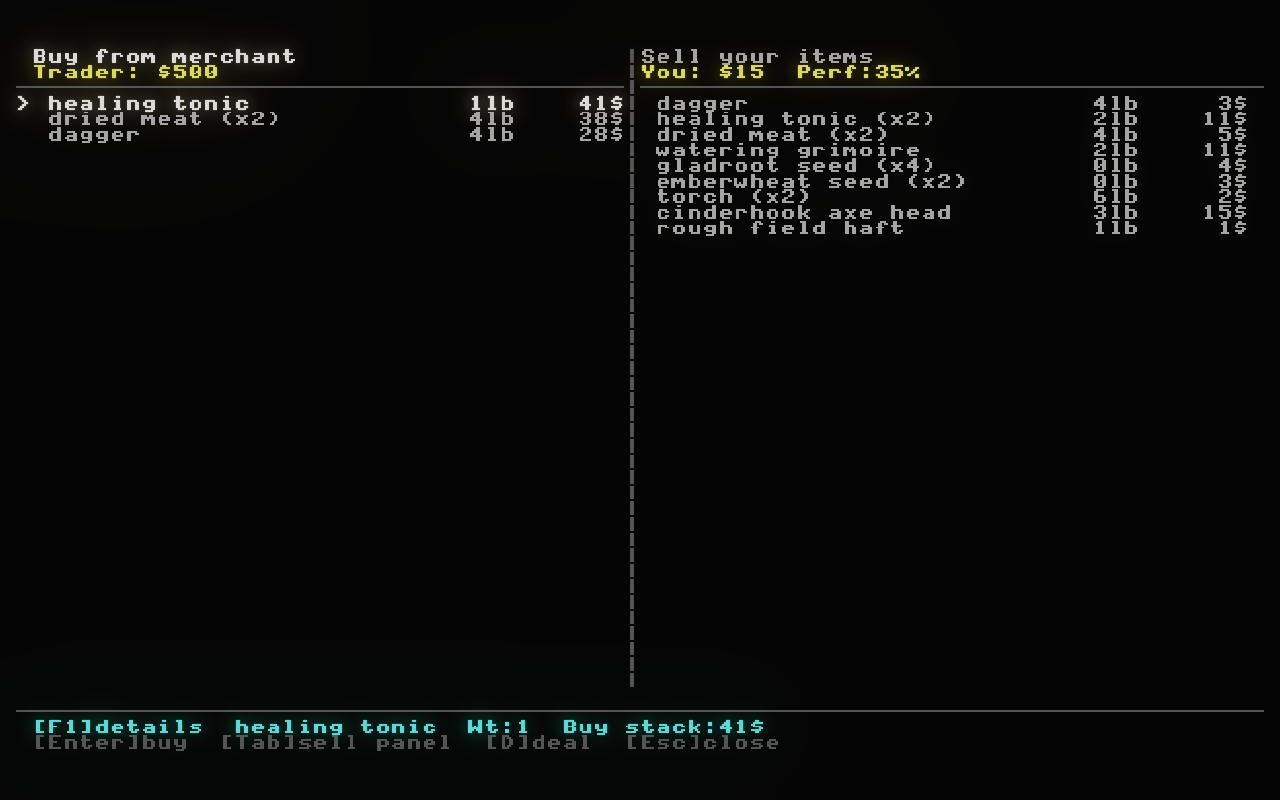 Buy from merchant
Trader: $500
> healing tonic 1lb 41$
dried meat (x2) 4lb 38$
dagger 4lb 28$
Sell your items
You: $15 Perf:35%
dagger 4lb 3$
healing tonic (x2) 2lb 11$
dried meat (x2) 4lb 5$
watering grimoire 2lb 11$
gladroot seed (x4) 0lb 4$
emberwheat seed (x2) 0lb 3$
torch (x2) 6lb 2$
cinderhook axe head 3lb 15$
rough field haft 1lb 1$
[F1]details healing tonic Wt:1 Buy stack:41$
[Enter]buy [Tab]sell panel [D]deal [Esc]close